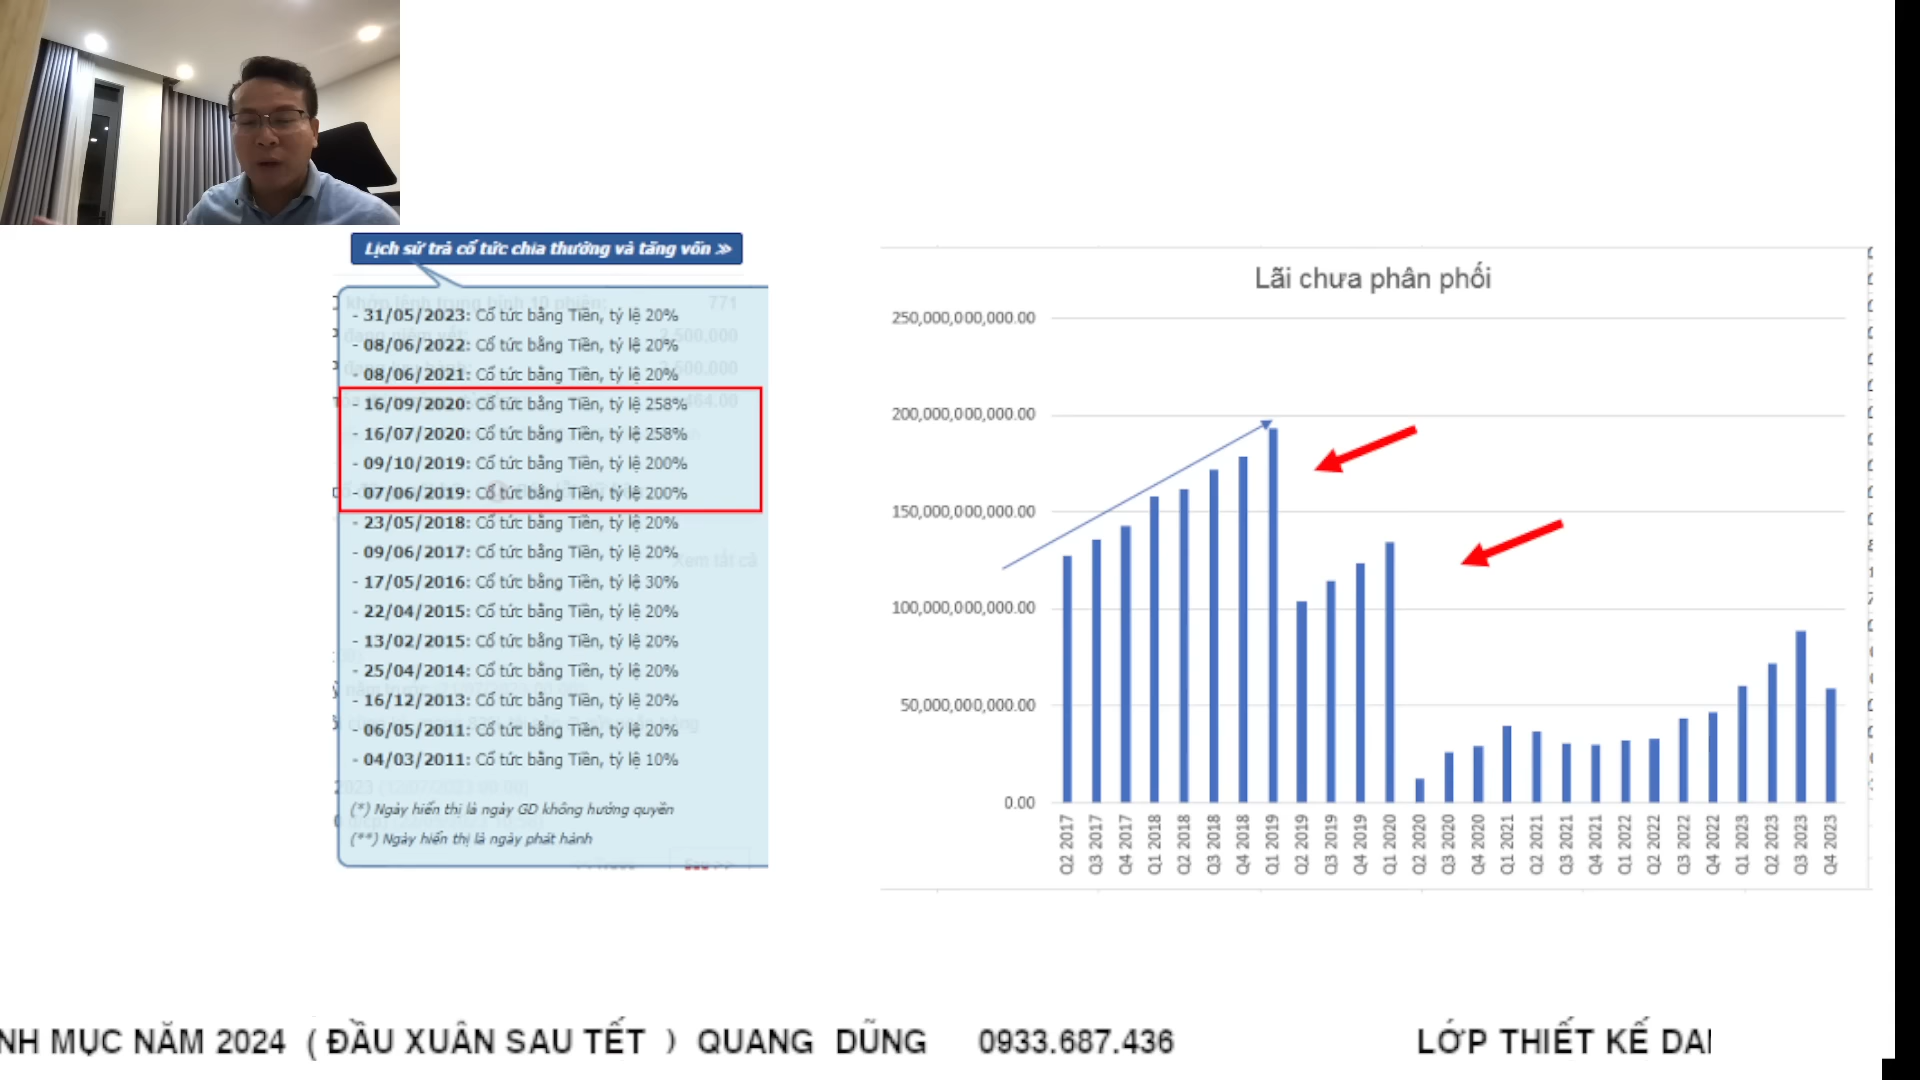 Lịch sử trả cổ tức chia thưởng và tăng vốn >>
khớp lệnh trung bình 10 phiên: 771
- 31/05/2023: Cổ tức bằng Tiền, tỷ lệ 20%
- 08/06/2022: Cổ tức bằng Tiền, tỷ lệ 20%
- 08/06/2021: Cổ tức bằng Tiền, tỷ lệ 20%
- 16/09/2020: Cổ tức bằng Tiền, tỷ lệ 258%
- 16/07/2020: Cổ tức bằng Tiền, tỷ lệ 258%
- 09/10/2019: Cổ tức bằng Tiền, tỷ lệ 200%
- 07/06/2019: Cổ tức bằng Tiền, tỷ lệ 200%
- 23/05/2018: Cổ tức bằng Tiền, tỷ lệ 20%
- 09/06/2017: Cổ tức bằng Tiền, tỷ lệ 20%
Xem tất cả
- 17/05/2016: Cổ tức bằng Tiền, tỷ lệ 30%
- 22/04/2015: Cổ tức bằng Tiền, tỷ lệ 20%
- 13/02/2015: Cổ tức bằng Tiền, tỷ lệ 20%
- 25/04/2014: Cổ tức bằng Tiền, tỷ lệ 20%
- 16/12/2013: Cổ tức bằng Tiền, tỷ lệ 20%
- 06/05/2011: Cổ tức bằng Tiền, tỷ lệ 20%
- 04/03/2011: Cổ tức bằng Tiền, tỷ lệ 10%
(*) Ngày hiển thị là ngày GD không hưởng quyền
(**) Ngày hiển thị là ngày phát hành
Lãi chưa phân phối
250,000,000,000.00
200,000,000,000.00
150,000,000,000.00
100,000,000,000.00
50,000,000,000.00
0.00
Q2 2017
Q3 2017
Q4 2017
Q1 2018
Q2 2018
Q3 2018
Q4 2018
Q1 2019
Q2 2019
Q3 2019
Q4 2019
Q1 2020
Q2 2020
Q3 2020
Q4 2020
Q1 2021
Q2 2021
Q3 2021
Q4 2021
Q1 2022
Q2 2022
Q3 2022
Q4 2022
Q1 2023
Q2 2023
Q3 2023
Q4 2023
NH MỤC NĂM 2024 ( ĐẦU XUÂN SAU TẾT ) QUANG DŨNG 0933.687.436 LỚP THIẾT KẾ DA